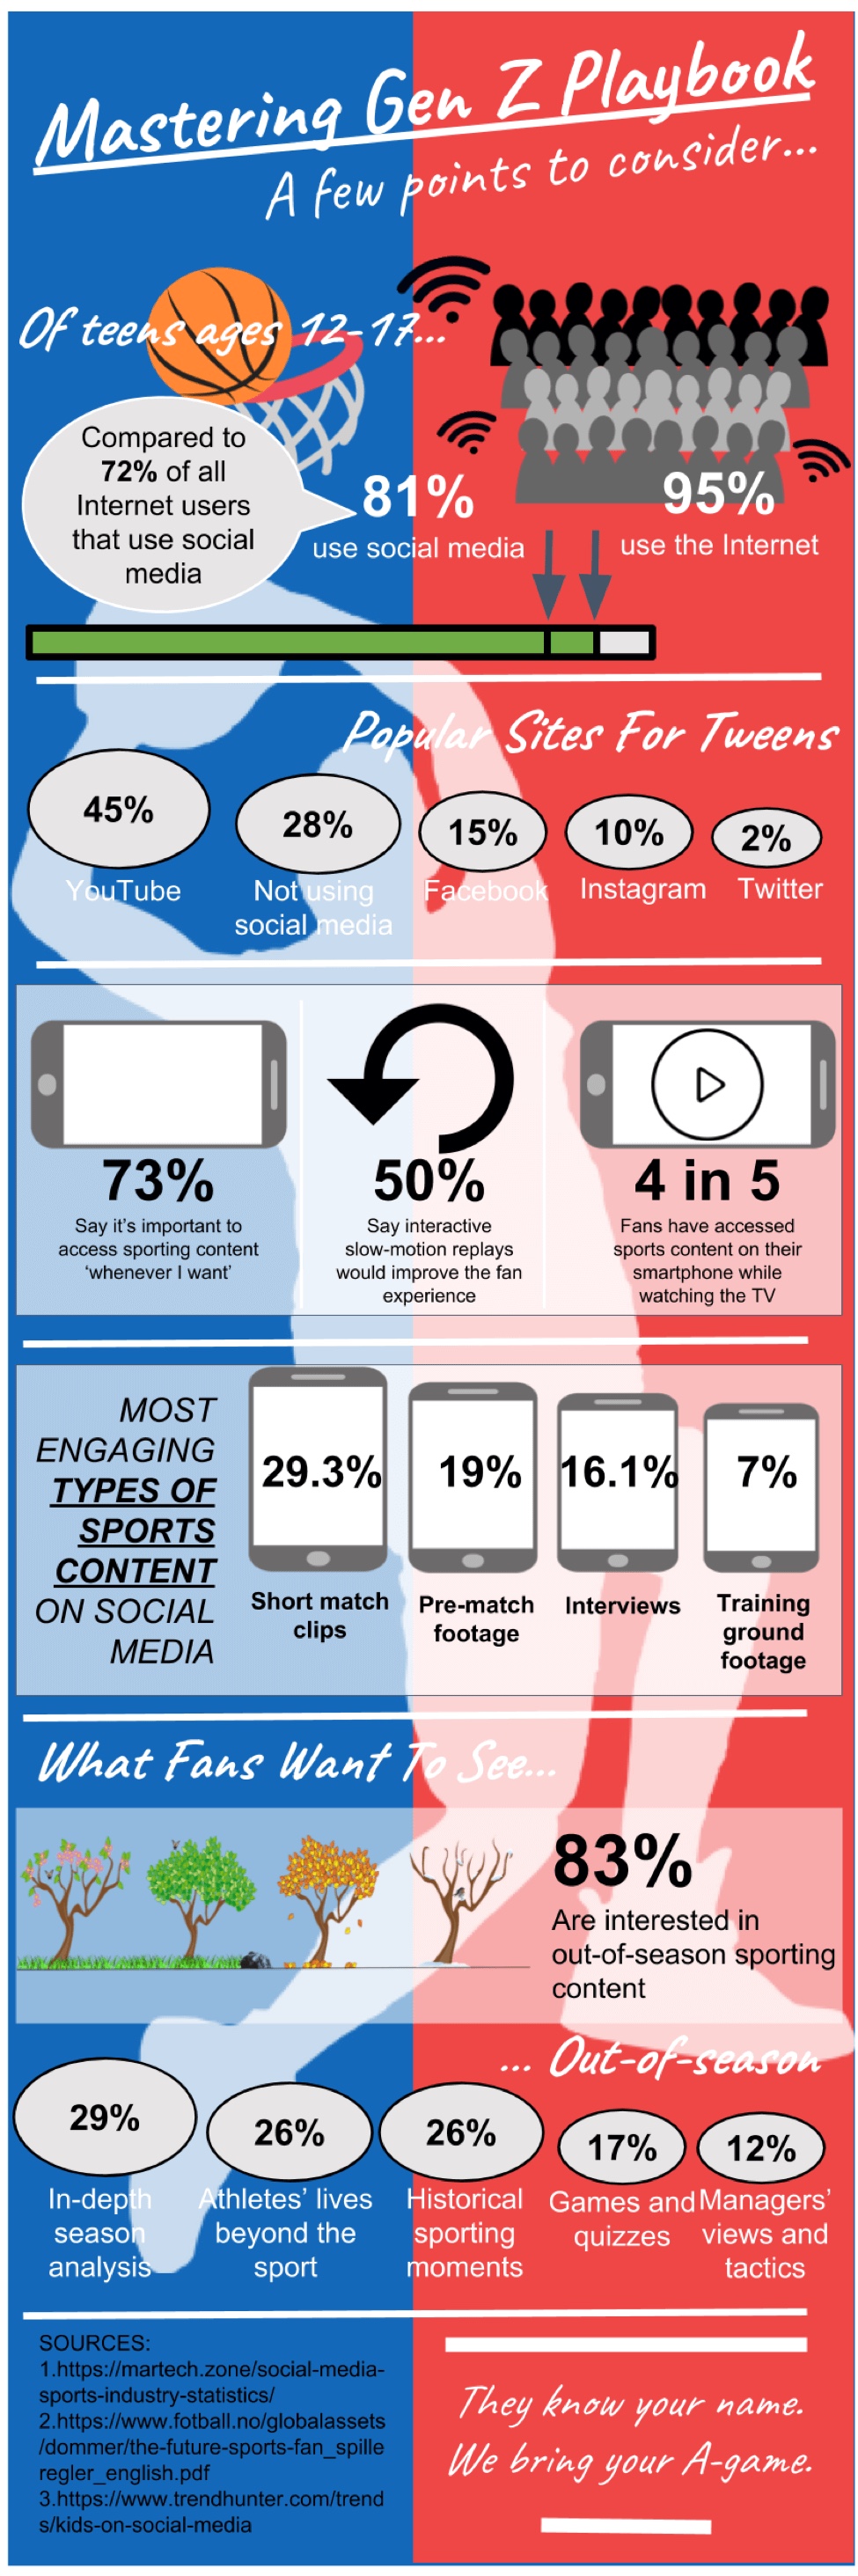 Mastering Gen Z Playbook
A few points to consider...
Of teens ages 12-17...
Compared to
72% of all
Internet users
that use social
media
81%
use social media
95%
use the Internet
Popular Sites For Tweens
45%
YouTube
28%
Not using
social media
15%
Facebook
10%
Instagram
2%
Twitter
73%
Say it's important to
access sporting content
'whenever I want'
50%
Say interactive
slow-motion replays
would improve the fan
experience
4 in 5
Fans have accessed
sports content on their
smartphone while
watching the TV
MOST
ENGAGING
TYPES OF
SPORTS
CONTENT
ON SOCIAL
MEDIA
29.3%
Short match
clips
19%
Pre-match
footage
16.1%
Interviews
7%
Training
ground
footage
What Fans Want To See...
83%
Are interested in
out-of-season sporting
content
... Out-of-season
29%
In-depth
season
analysis
26%
Athletes' lives
beyond the
sport
26%
Historical
sporting
moments
17%
Games and
quizzes
12%
Managers'
views and
tactics
SOURCES:
1.https://martech.zone/social-media-
sports-industry-statistics/
2.https://www.fotball.no/globalassets
/dommer/the-future-sports-fan_spille
regler_english.pdf
3.https://www.trendhunter.com/trend
s/kids-on-social-media
They know your name.
We bring your A-game.